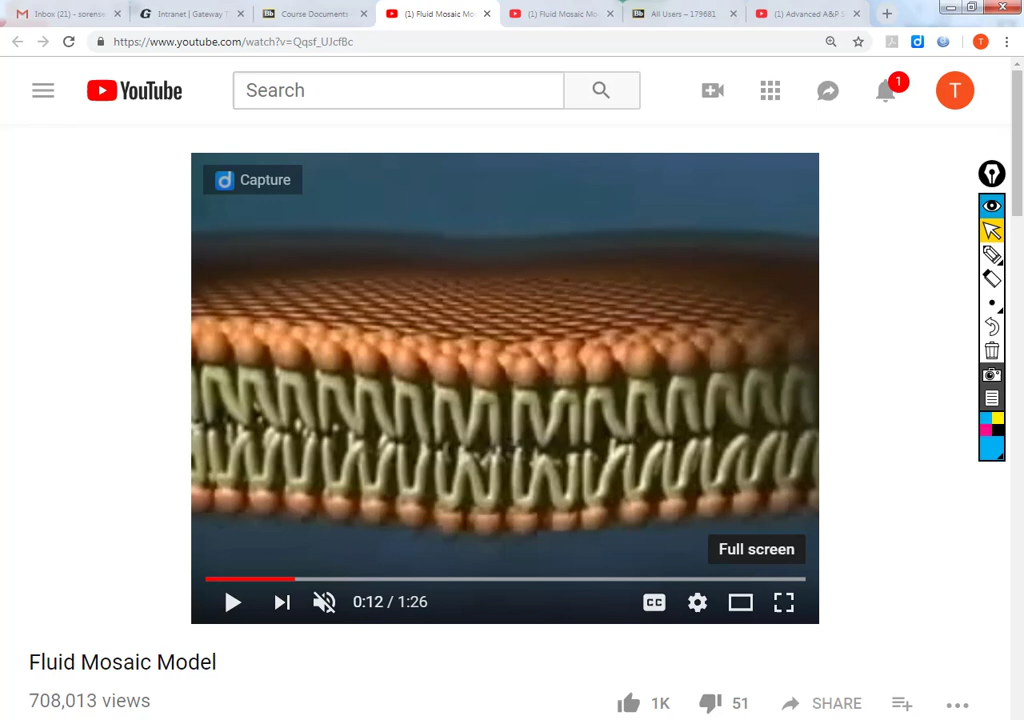 Inbox (21) - sorens
Intranet | Gateway T
Course Documents
(1) Fluid Mosaic Mo
(1) Fluid Mosaic Mo
All Users – 179681
(1) Advanced A&P
https://www.youtube.com/watch?v=Qqsf_UJcfBc
T
YouTube
Search
1
T
Capture
Full screen
0:12 / 1:26
CC
Fluid Mosaic Model
708,013 views
1K
51
SHARE